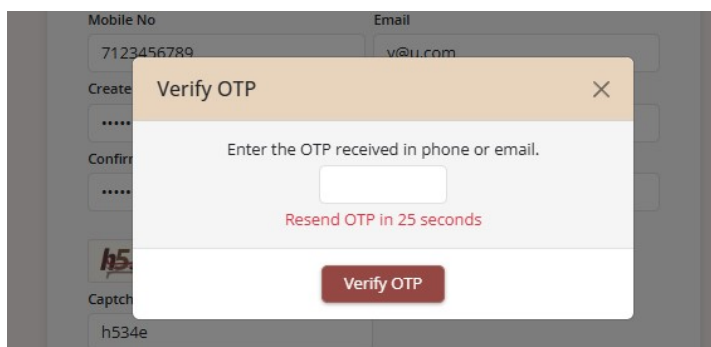 Mobile No Email
7123456789 v@u.com
Create
Verify OTP
Enter the OTP received in phone or email.
Confirm
Resend OTP in 25 seconds
h5
Verify OTP
Captch
h534e